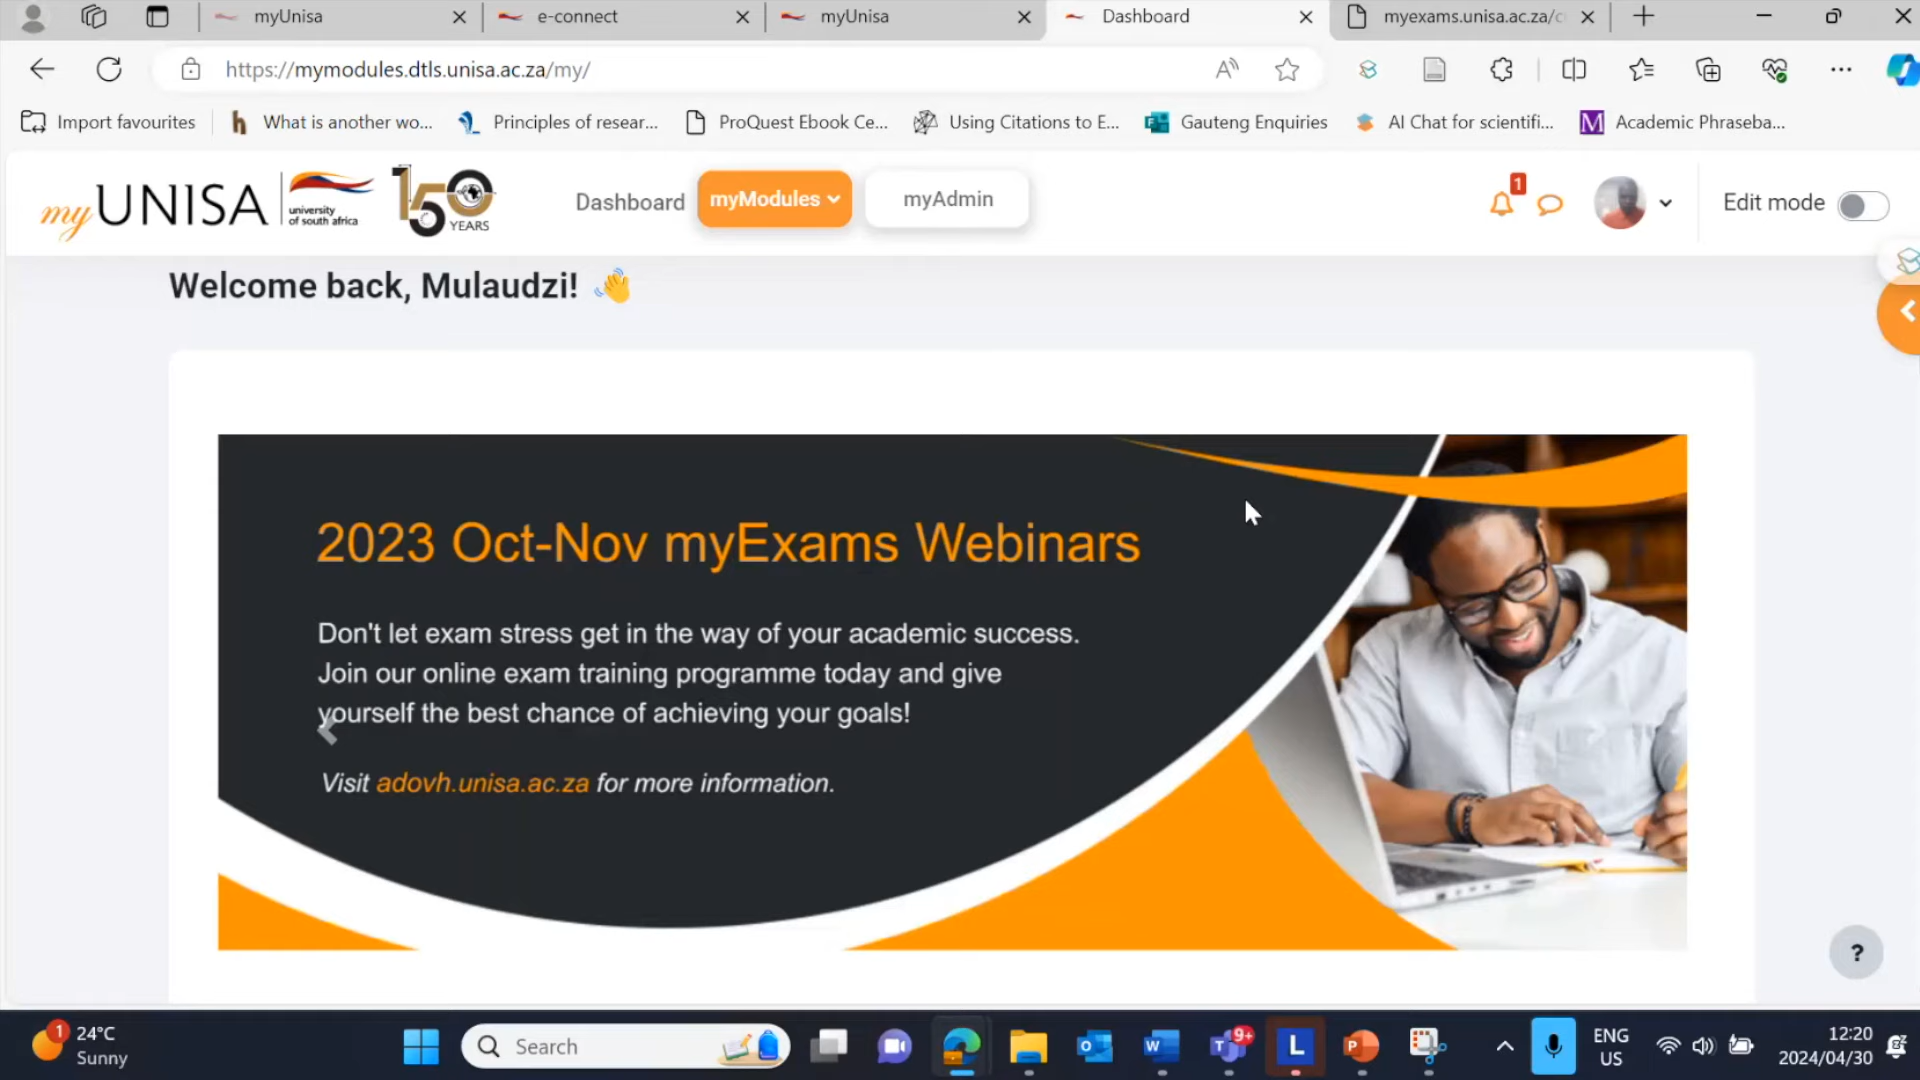 myUnisa
e-connect
myUnisa
Dashboard
myexams.unisa.ac.za/c
https://mymodules.dtls.unisa.ac.za/my/
Import favourites
What is another wo...
Principles of resear...
ProQuest Ebook Ce...
Using Citations to E...
Gauteng Enquiries
AI Chat for scientifi...
M Academic Phraseba...
my UNISA
university
of south africa
150
YEARS
Dashboard
myModules
myAdmin
1
Edit mode
Welcome back, Mulaudzi!
2023 Oct-Nov myExams Webinars
Don't let exam stress get in the way of your academic success.
Join our online exam training programme today and give
yourself the best chance of achieving your goals!
Visit adovh.unisa.ac.za for more information.
?
1
24°C
Sunny
Search
W
T
9+
L
P
ENG
US
12:20
2024/04/30